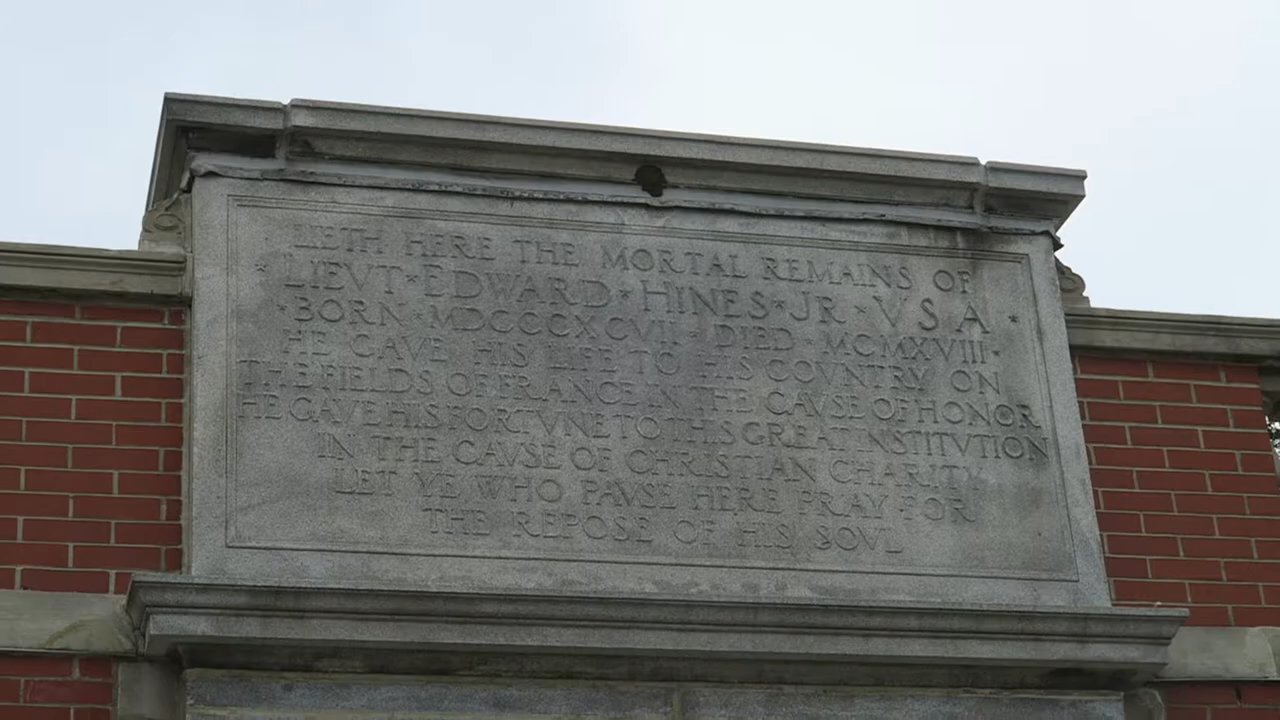 LIETH HERE THE MORTAL REMAINS OF
* LIEVT * EDWARD * HINES * JR * V S A *
· BORN · MDCCCCXCVII · DIED · MCMXVIII ·
HE GAVE HIS LIFE TO HIS COVNTRY ON
THE FIELDS OF FRANCE IN THE CAVSE OF HONOR
HE GAVE HIS FORTVNE TO THIS GREAT INSTITVTION
IN THE CAVSE OF CHRISTIAN CHARITY
LET YE WHO PAVSE HERE PRAY FOR
THE REPOSE OF HIS SOVL